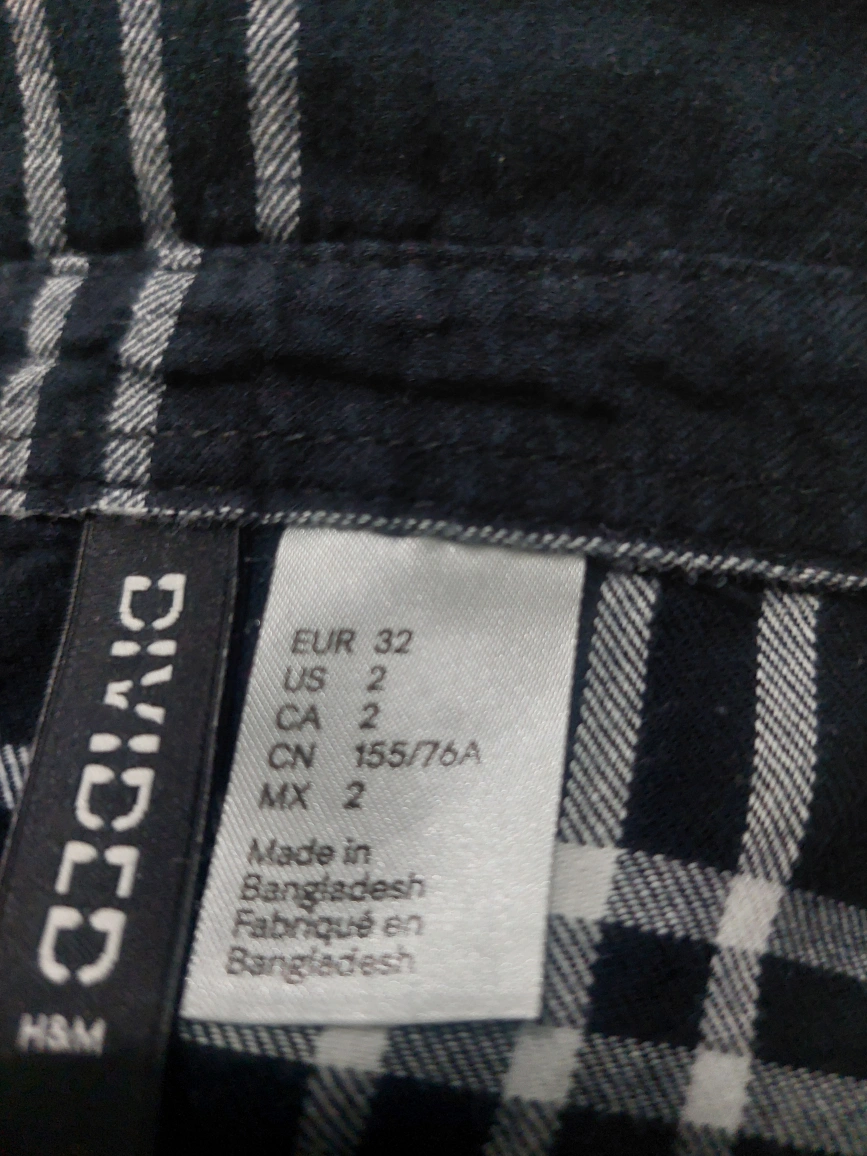 DIVIDED
H&M
EUR 32
US 2
CA 2
CN 155/76A
MX 2
Made in
Bangladesh
Fabriqué en
Bangladesh